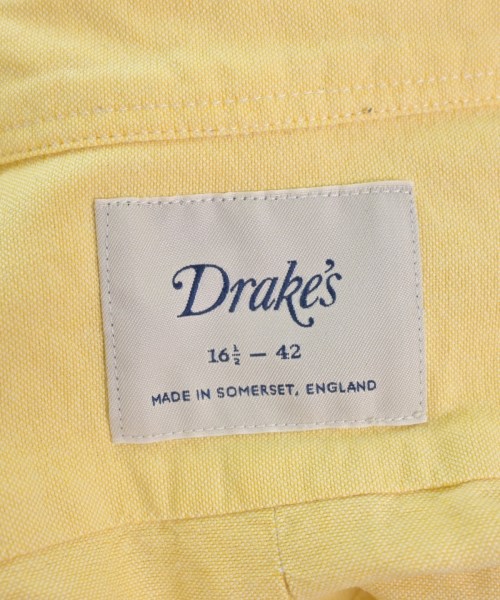 Drake's
16½ – 42
MADE IN SOMERSET, ENGLAND